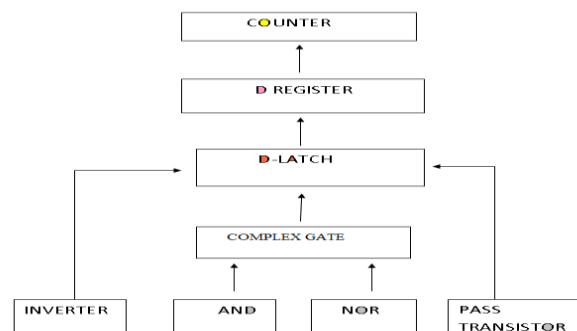 COUNTER
D REGISTER
D-LATCH
COMPLEX GATE
INVERTER
AND
NOR
PASS
TRANSISTOR